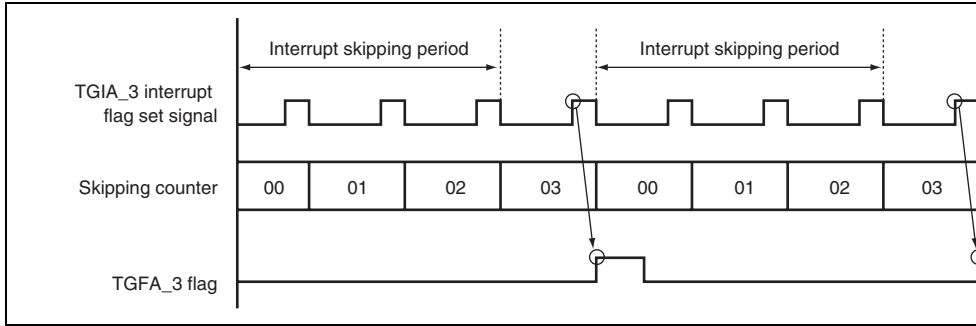 Interrupt skipping period Interrupt skipping period
TGIA_3 interrupt
flag set signal
Skipping counter 00 01 02 03 00 01 02 03
TGFA_3 flag